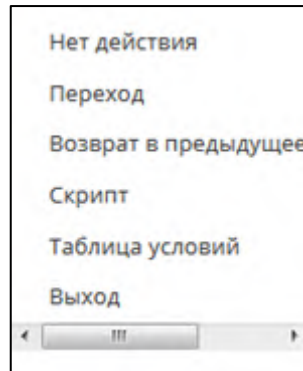 Нет действия
Переход
Возврат в предыдущее
Скрипт
Таблица условий
Выход